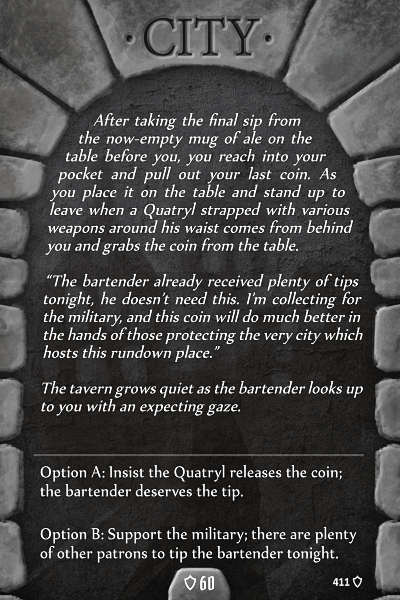 · CITY ·
After taking the final sip from
the now-empty mug of ale on the
table before you, you reach into your
pocket and pull out your last coin. As
you place it on the table and stand up to
leave when a Quatryl strapped with various
weapons around his waist comes from behind
you and grabs the coin from the table.
“The bartender already received plenty of tips
tonight, he doesn’t need this. I’m collecting for
the military, and this coin will do much better in
the hands of those protecting the very city which
hosts this rundown place.”
The tavern grows quiet as the bartender looks up
to you with an expecting gaze.
Option A: Insist the Quatryl releases the coin;
the bartender deserves the tip.
Option B: Support the military; there are plenty
of other patrons to tip the bartender tonight.
60
411